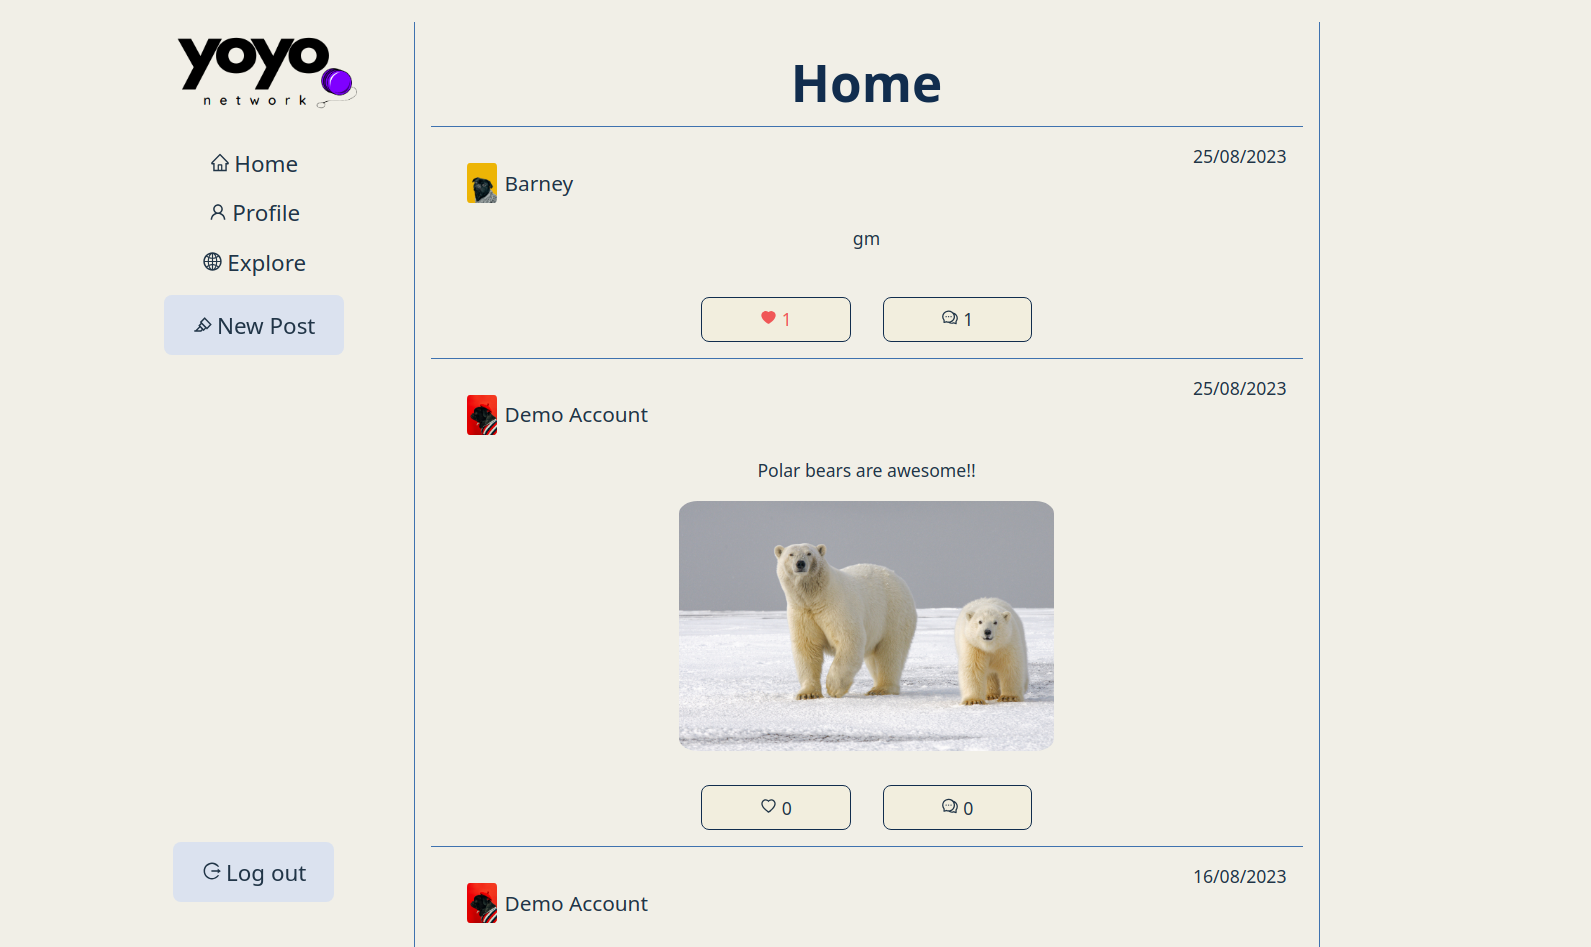 yoyo
network
Home
Profile
Explore
New Post
Log out
Home
25/08/2023
Barney
gm
1
1
25/08/2023
Demo Account
Polar bears are awesome!!
0
0
16/08/2023
Demo Account